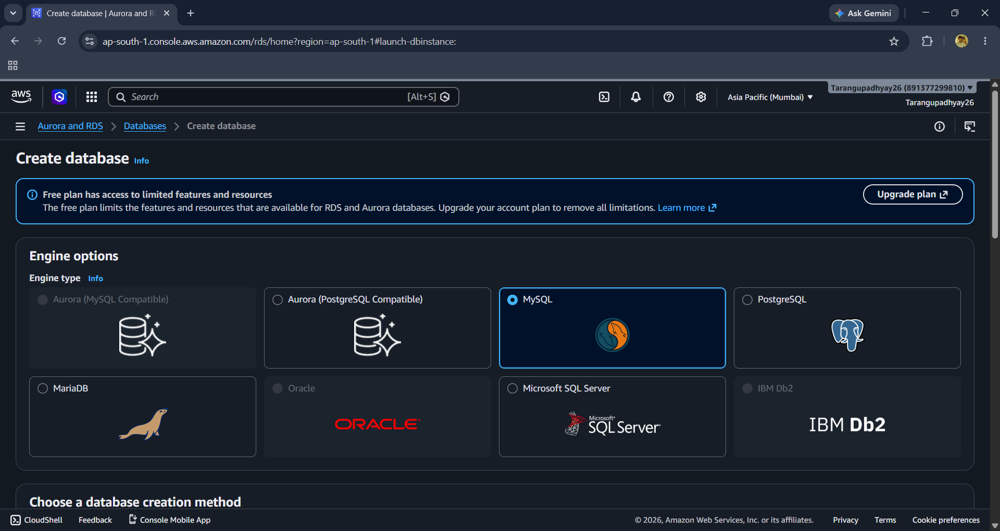 Create database | Aurora and R
Ask Gemini
ap-south-1.console.aws.amazon.com/rds/home?region=ap-south-1#launch-dbinstance:
aws
Search
[Alt+S]
Asia Pacific (Mumbai)
Tarangupadhyay26 (891377299810)
Tarangupadhyay26
Aurora and RDS
Databases
Create database
Create database Info
Free plan has access to limited features and resources
The free plan limits the features and resources that are available for RDS and Aurora databases. Upgrade your account plan to remove all limitations. Learn more
Upgrade plan
Engine options
Engine type Info
Aurora (MySQL Compatible)
Aurora (PostgreSQL Compatible)
MySQL
PostgreSQL
MariaDB
Oracle
ORACLE
Microsoft SQL Server
Microsoft
SQL Server
IBM Db2
IBM Db2
Choose a database creation method
CloudShell
Feedback
Console Mobile App
© 2026, Amazon Web Services, Inc. or its affiliates.
Privacy
Terms
Cookie preferences